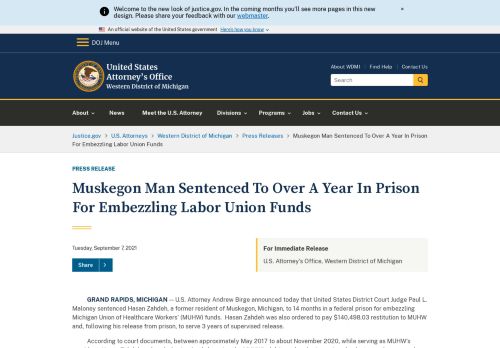 Welcome to the new look of justice.gov. In the coming months you'll see more pages in this new
design. Please share your feedback with our webmaster.
×
An official website of the United States government Here's how you know
DOJ Menu
United States
Attorney's Office
Western District of Michigan
About WDMI Find Help Contact Us
Search
About News Meet the U.S. Attorney Divisions Programs Jobs Contact Us
Justice.gov > U.S. Attorneys > Western District of Michigan > Press Releases > Muskegon Man Sentenced To Over A Year In Prison
For Embezzling Labor Union Funds
PRESS RELEASE
Muskegon Man Sentenced To Over A Year In Prison
For Embezzling Labor Union Funds
Tuesday, September 7, 2021
Share >
For Immediate Release
U.S. Attorney's Office, Western District of Michigan
GRAND RAPIDS, MICHIGAN — U.S. Attorney Andrew Birge announced today that United States District Court Judge Paul L.
Maloney sentenced Hasan Zahdeh, a former resident of Muskegon, Michigan, to 14 months in a federal prison for embezzling
Michigan Union of Healthcare Workers' (MUHW) funds. Hasan Zahdeh was also ordered to pay $140,498.03 restitution to MUHW
and, following his release from prison, to serve 3 years of supervised release.
According to court documents, between approximately May 2017 to about November 2020, while serving as MUHW's